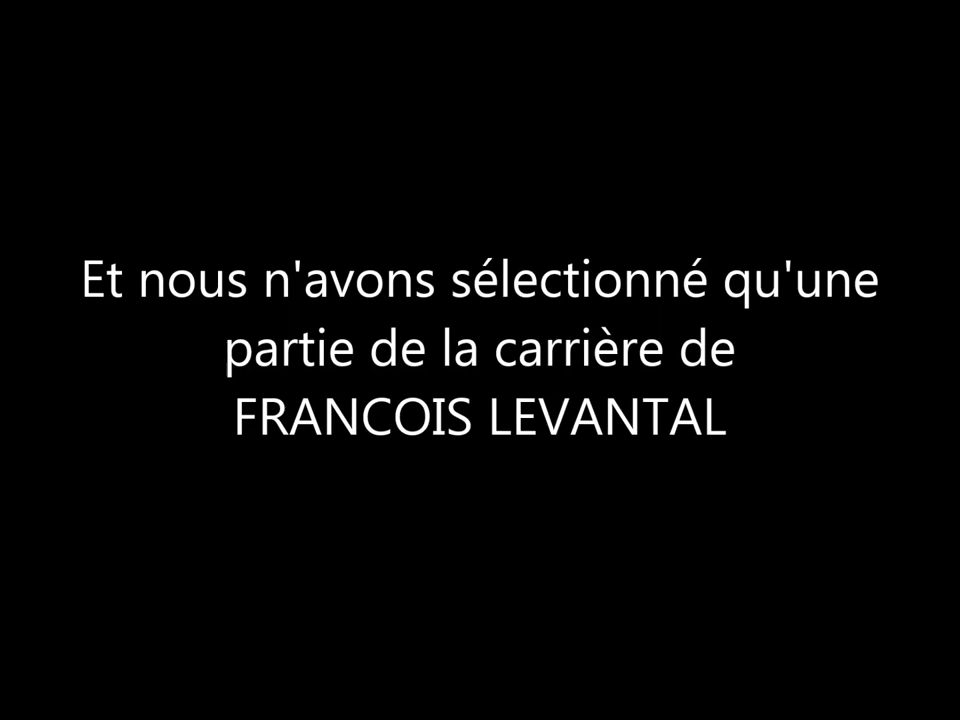 Et nous n'avons sélectionné qu'une
partie de la carrière de
FRANCOIS LEVANTAL